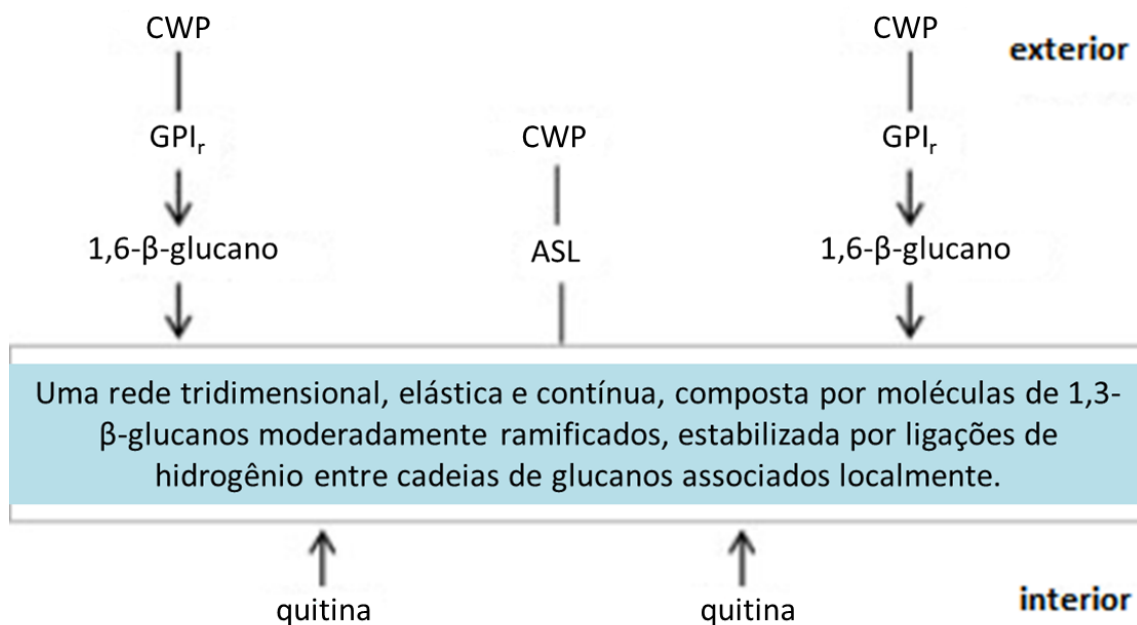 CWP CWP
exterior
GPIr CWP GPIr
1,6-β-glucano ASL 1,6-β-glucano
Uma rede tridimensional, elástica e contínua, composta por moléculas de 1,3-
β-glucanos moderadamente ramificados, estabilizada por ligações de
hidrogênio entre cadeias de glucanos associados localmente.
quitina quitina interior